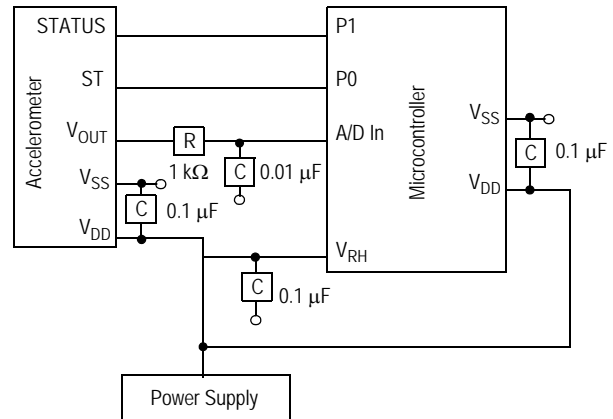 STATUS
ST
V_OUT
V_SS
V_DD
Accelerometer
R
1 kΩ
C
0.01 µF
C
0.1 µF
C
0.1 µF
P1
P0
A/D In
V_RH
Microcontroller
V_SS
V_DD
C
0.1 µF
Power Supply